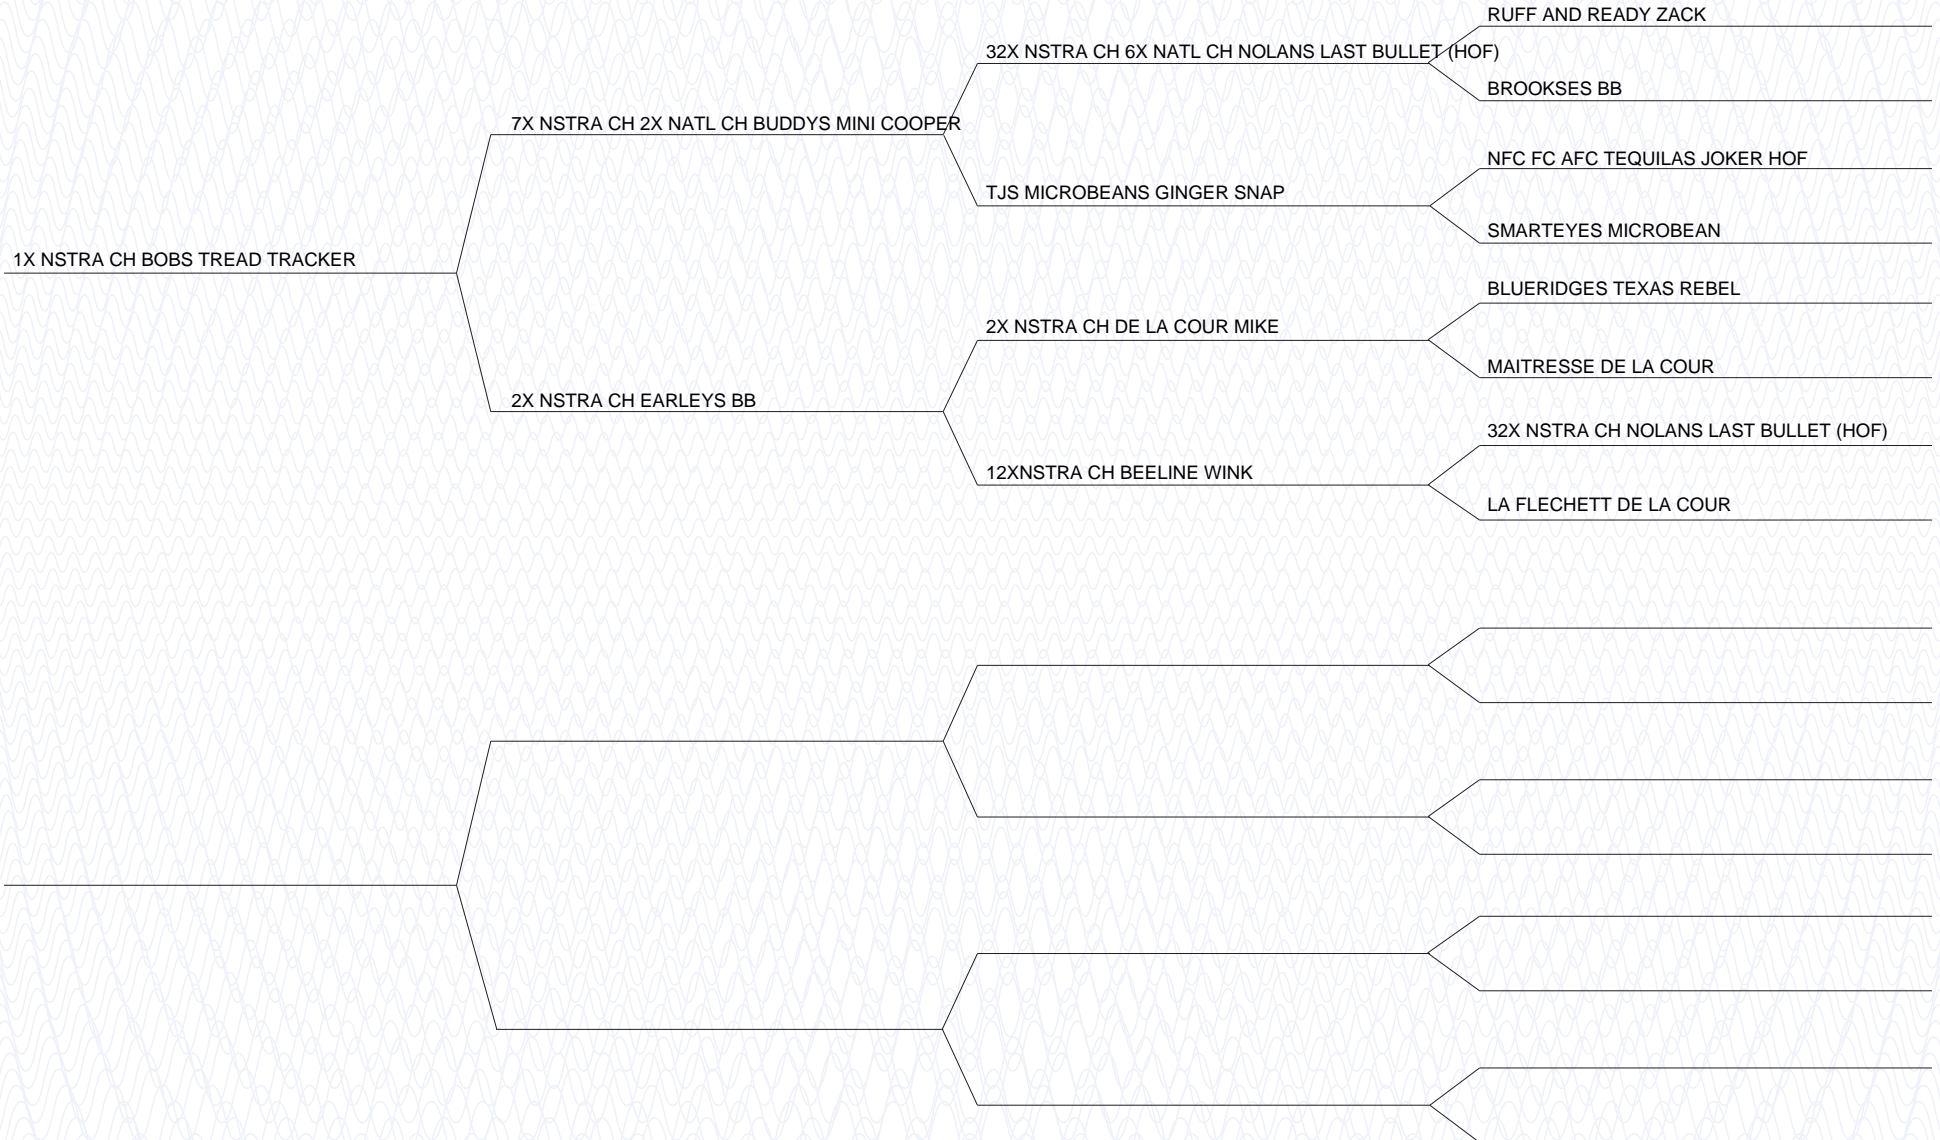 RUFF AND READY ZACK
32X NSTRA CH 6X NATL CH NOLANS LAST BULLET (HOF)
BROOKSES BB
7X NSTRA CH 2X NATL CH BUDDYS MINI COOPER
NFC FC AFC TEQUILAS JOKER HOF
TJS MICROBEANS GINGER SNAP
SMARTEYES MICROBEAN
1X NSTRA CH BOBS TREAD TRACKER
BLUERIDGES TEXAS REBEL
2X NSTRA CH DE LA COUR MIKE
MAITRESSE DE LA COUR
2X NSTRA CH EARLEYS BB
32X NSTRA CH NOLANS LAST BULLET (HOF)
12XNSTRA CH BEELINE WINK
LA FLECHETT DE LA COUR